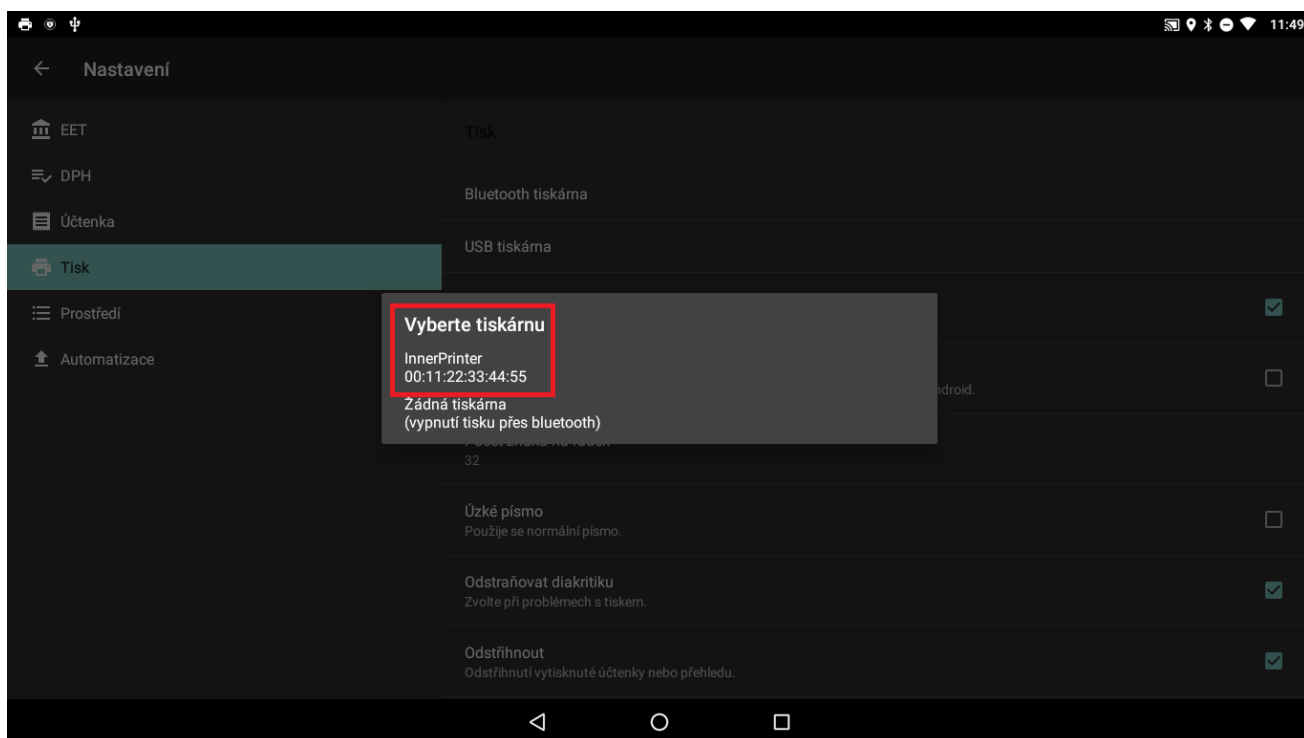 11:49
Nastavení
EET
DPH
Účtenka
Tisk
Prostředí
Automatizace
Tisk
Bluetooth tiskárna
USB tiskárna
Vyberte tiskárnu
InnerPrinter
00:11:22:33:44:55
Žádná tiskárna
(vypnutí tisku přes bluetooth)
32
Úzké písmo
Použije se normální písmo.
Odstraňovat diakritiku
Zvolte při problémech s tiskem.
Odstřihnout
Odstřihnutí vytisknuté účtenky nebo přehledu.